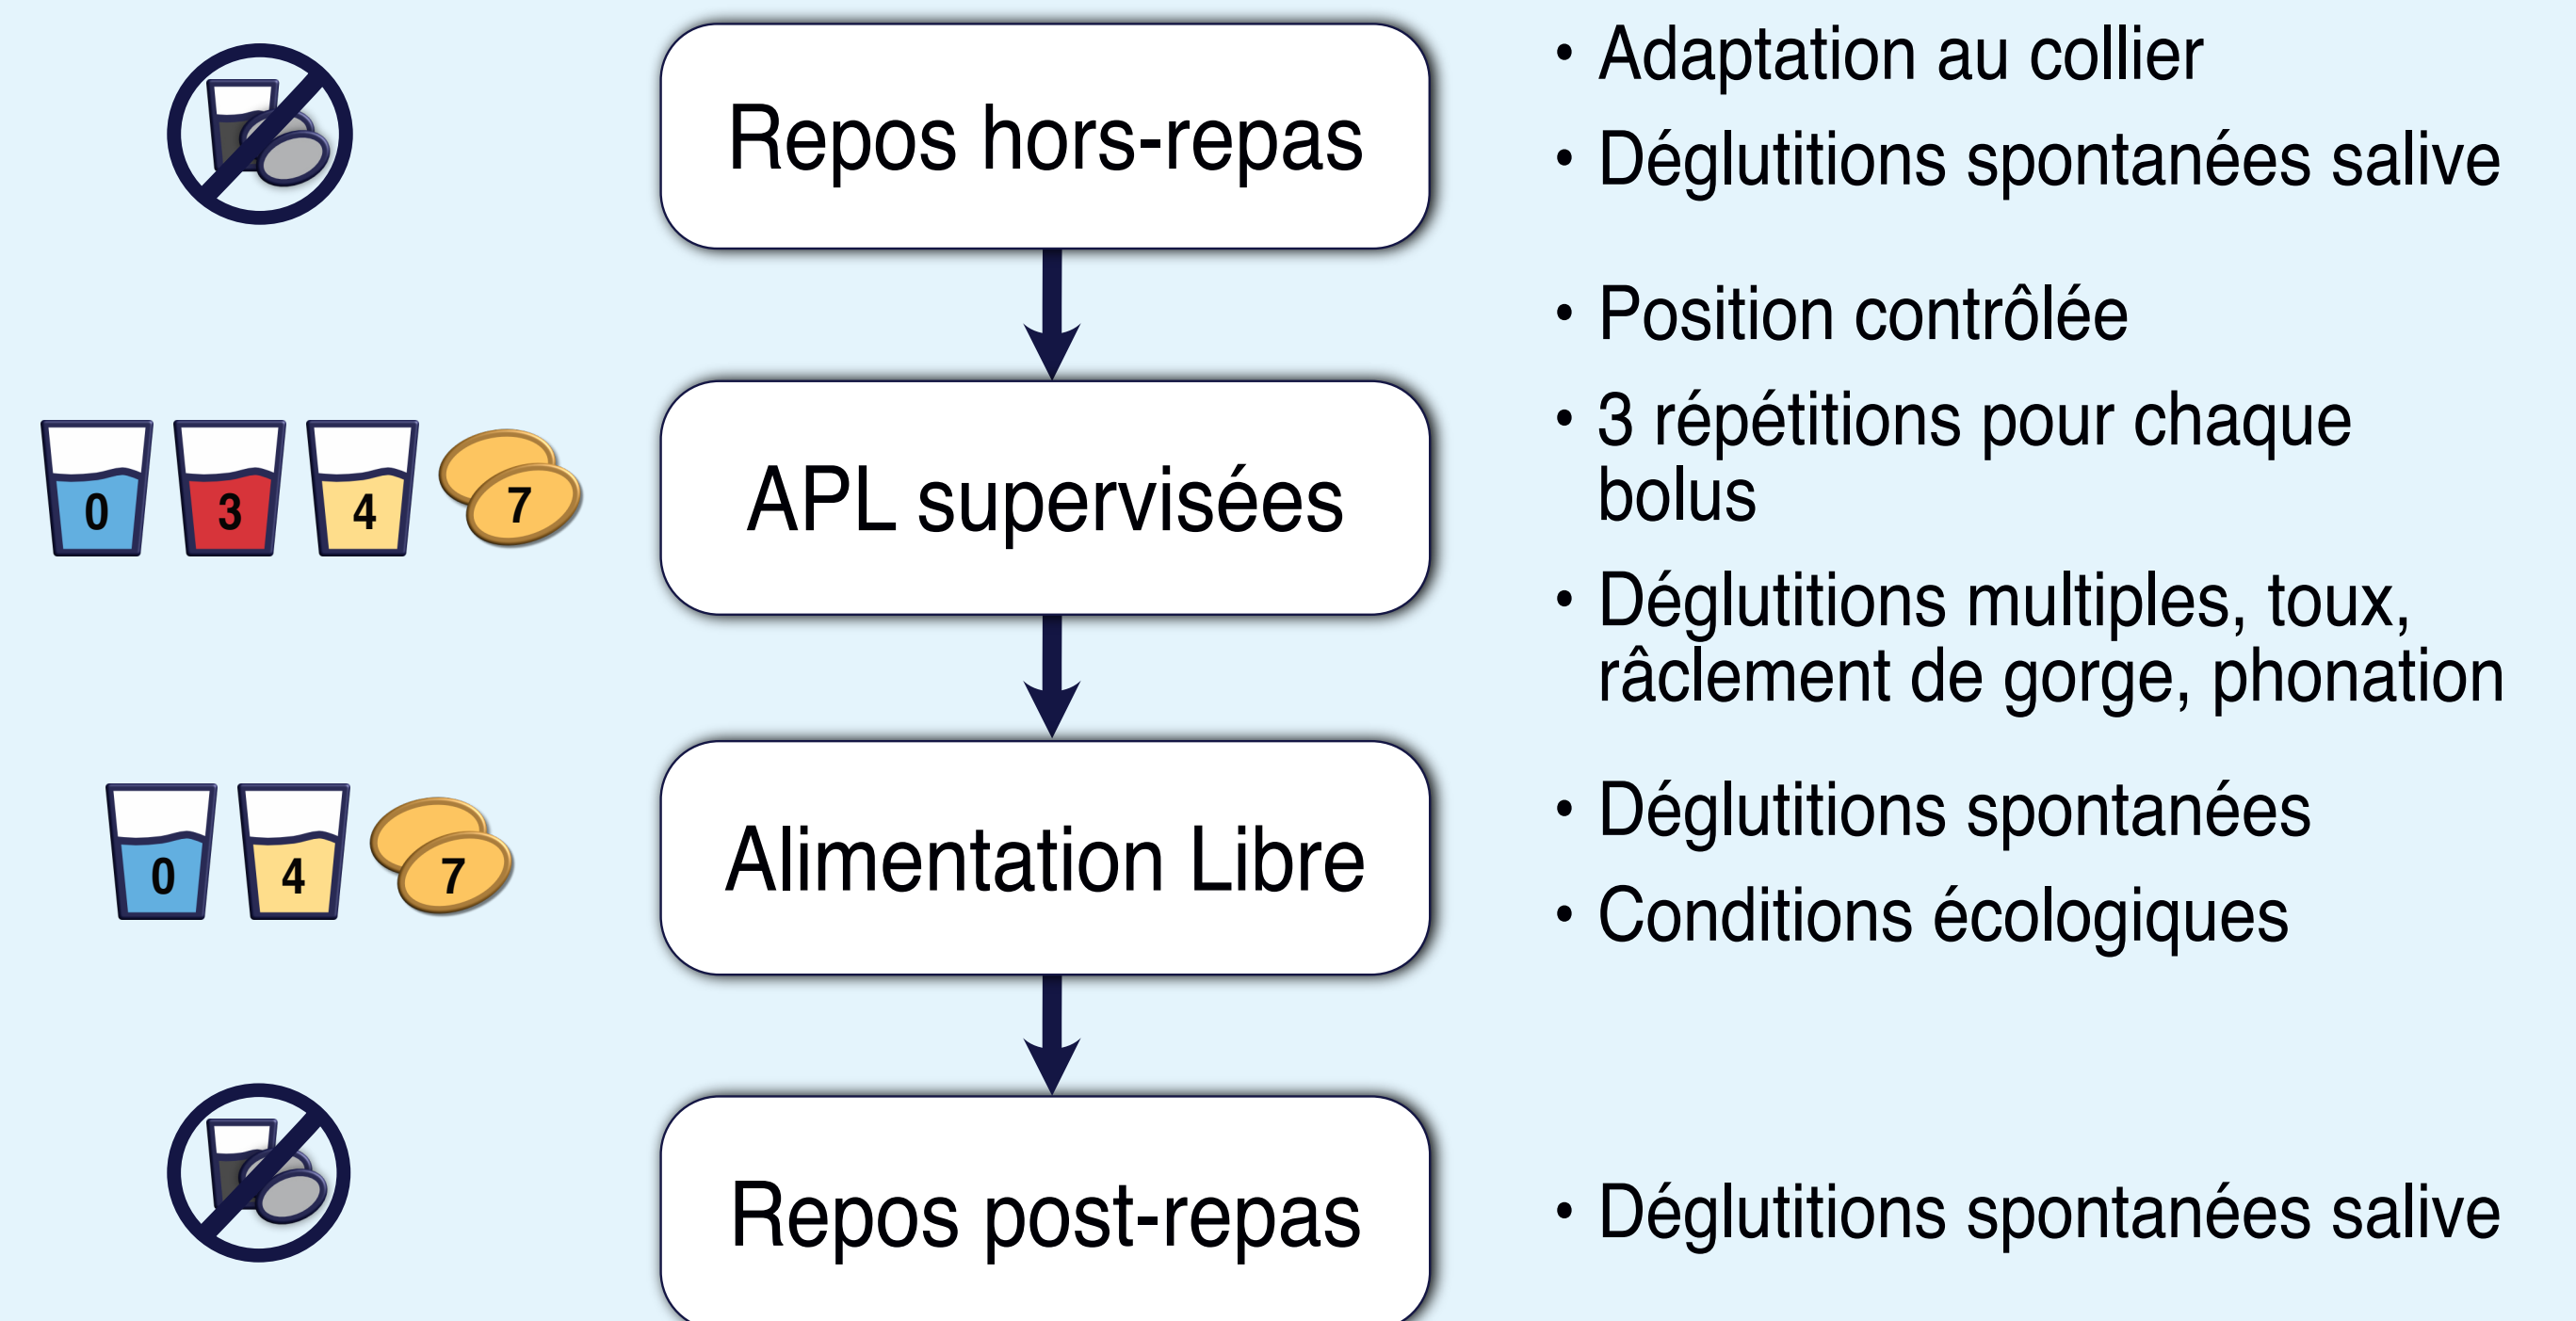 Repos hors-repas
• Adaptation au collier
• Déglutitions spontanées salive
0 3 4 7
APL supervisées
• Position contrôlée
• 3 répétitions pour chaque
bolus
• Déglutitions multiples, toux,
râclement de gorge, phonation
0 4 7
Alimentation Libre
• Déglutitions spontanées
• Conditions écologiques
Repos post-repas
• Déglutitions spontanées salive